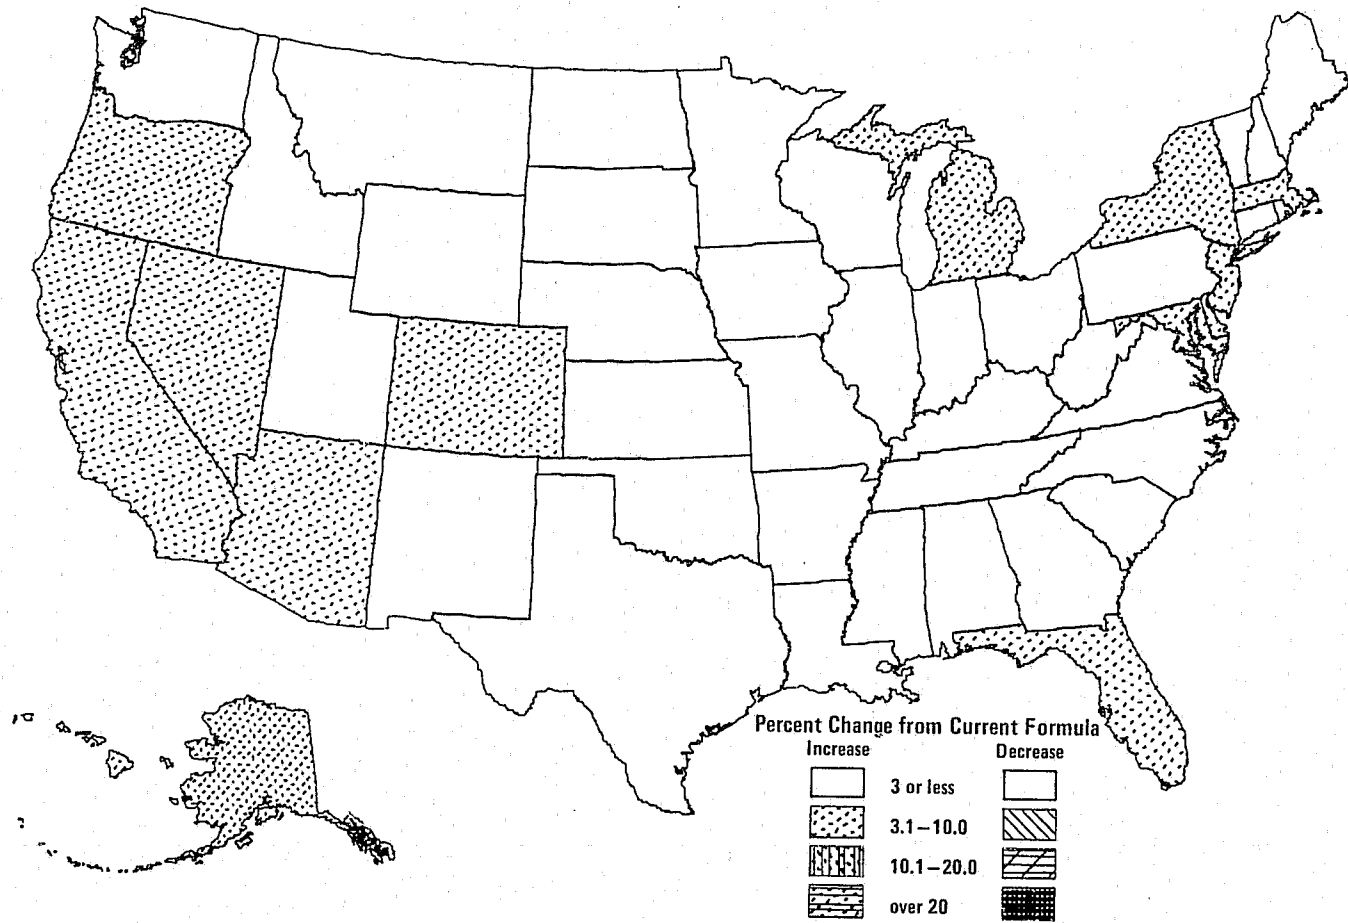 Percent Change from Current Formula
Increase Decrease
3 or less
3.1–10.0
10.1–20.0
over 20